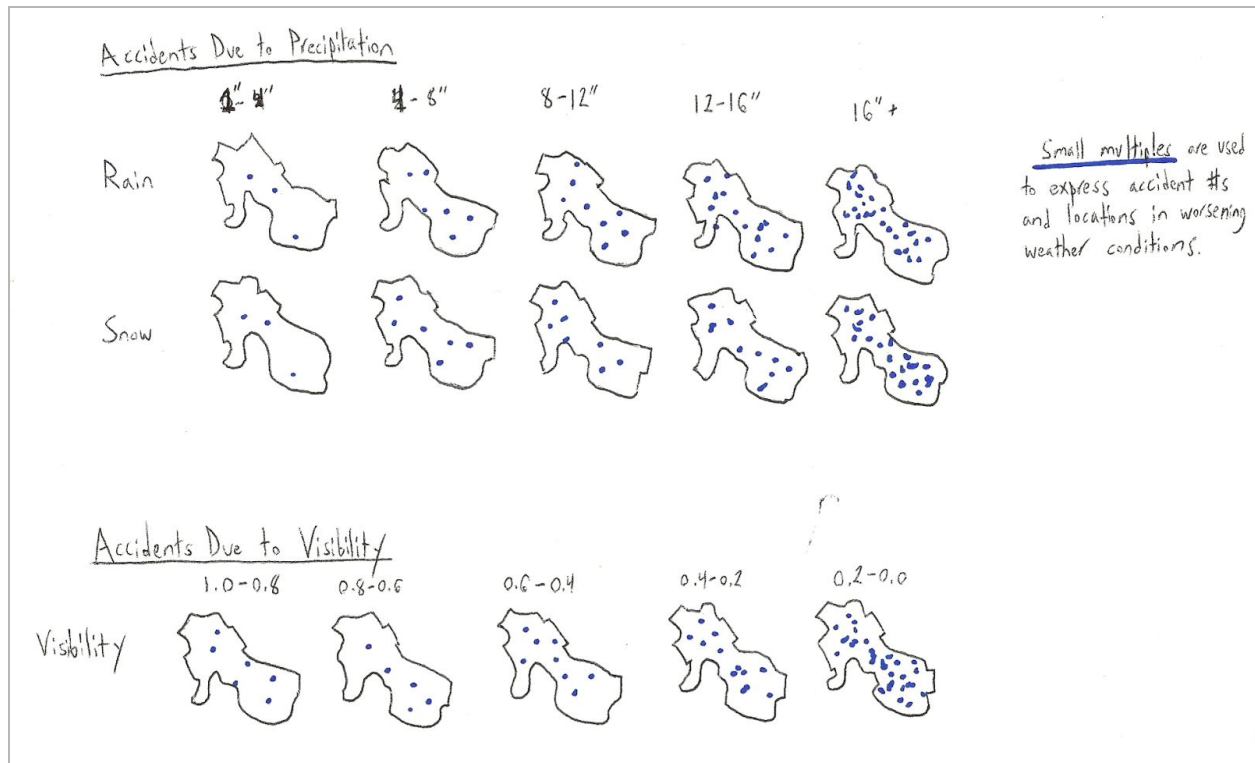 Accidents Due to Precipitation
8" 8-12" 12-16" 16"+
Rain
Snow
Small multiples are used
to express accident #s
and locations in worsening
weather conditions.
Accidents Due to Visibility
1.0-0.8 0.8-0.6 0.6-0.4 0.4-0.2 0.2-0.0
Visibility